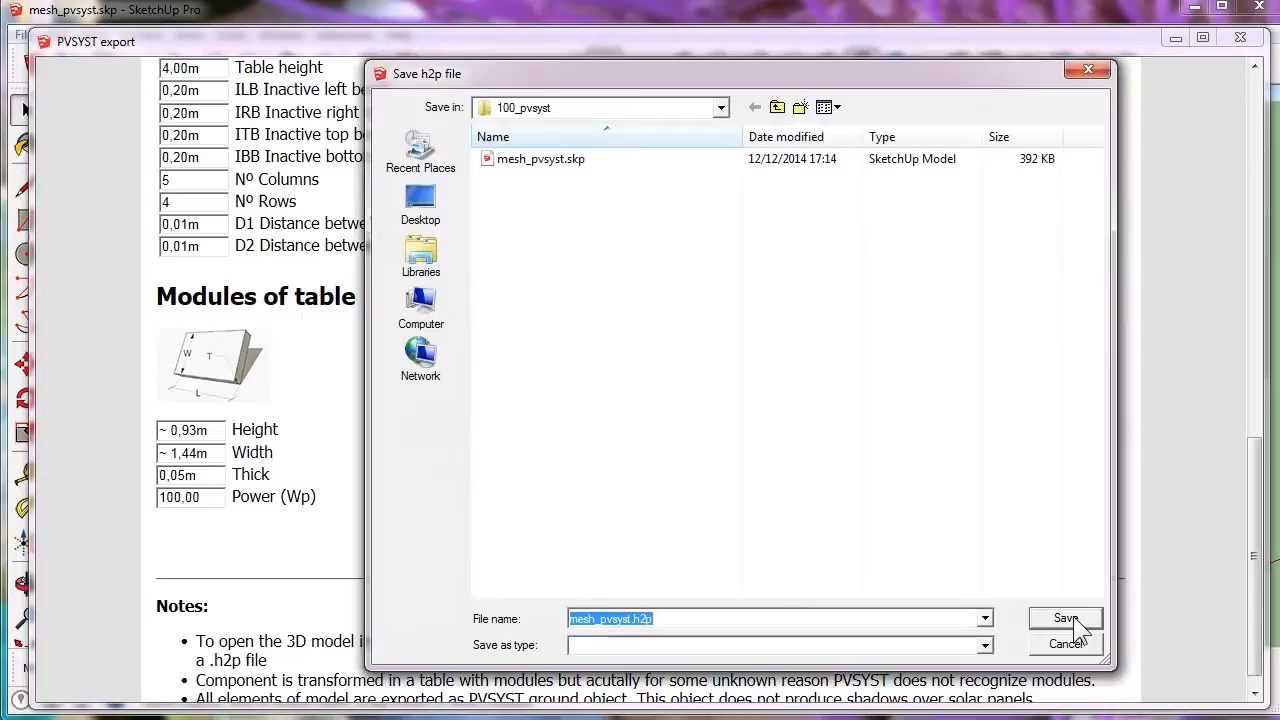 mesh_pvsyst.skp - SketchUp Pro
PVSYST export
4,00m Table height
0,20m ILB Inactive left be
0,20m IRB Inactive right
0,20m ITB Inactive top b
0,20m IBB Inactive botto
5 Nº Columns
4 Nº Rows
0,01m D1 Distance betwe
0,01m D2 Distance betwe
Modules of table
W T
L
~ 0,93m Height
~ 1,44m Width
0,05m Thick
100,00 Power (Wp)
Notes:
To open the 3D model i
a .h2p file
Component is transformed in a table with modules but acutally for some unknown reason PVSYST does not recognize modules.
All elements of model are exported as PVSYST ground object. This object does not produce shadows over solar panels.
Save h2p file
Save in: 100_pvsyst
Name Date modified Type Size
mesh_pvsyst.skp 12/12/2014 17:14 SketchUp Model 392 KB
Recent Places
Desktop
Libraries
Computer
Network
File name: mesh_pvsyst.h2p Save
Save as type: Cancel